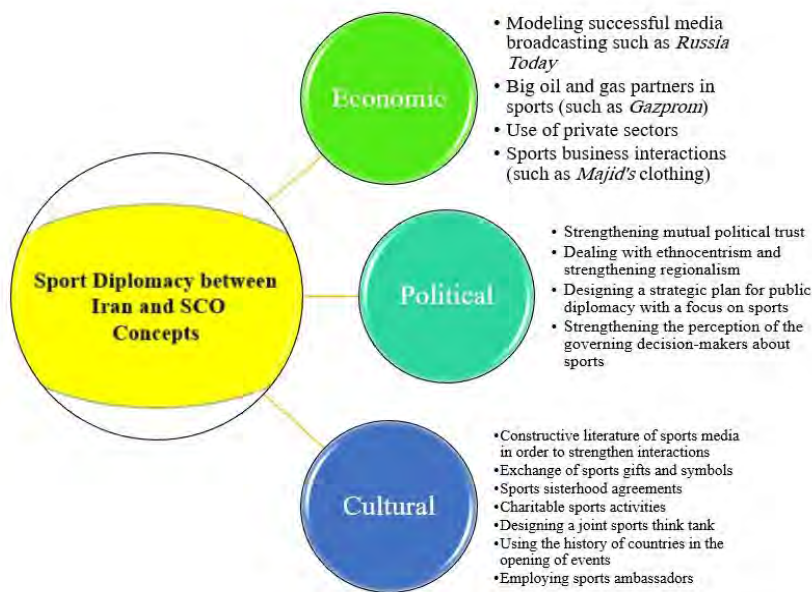 Sport Diplomacy between
Iran and SCO
Concepts
Economic
• Modeling successful media
broadcasting such as Russia
Today
• Big oil and gas partners in
sports (such as Gazprom)
• Use of private sectors
• Sports business interactions
(such as Majid's clothing)
Political
• Strengthening mutual political trust
• Dealing with ethnocentrism and
strengthening regionalism
• Designing a strategic plan for public
diplomacy with a focus on sports
• Strengthening the perception of the
governing decision-makers about
sports
Cultural
•Constructive literature of sports media
in order to strengthen interactions
•Exchange of sports gifts and symbols
•Sports sisterhood agreements
•Charitable sports activities
•Designing a joint sports think tank
•Using the history of countries in the
opening of events
•Employing sports ambassadors